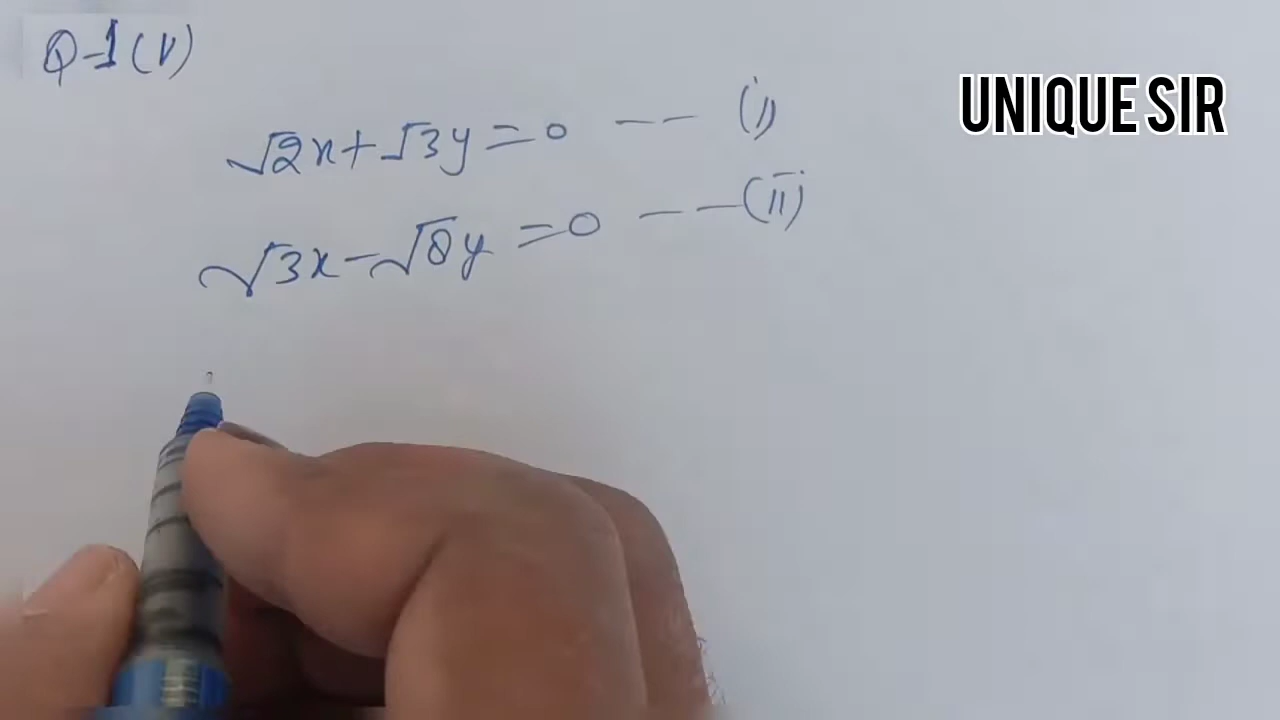 Q-1(V)
UNIQUE SIR
√2x+√3y=0 -- (i)
√3x-√8y=0 --(ii)